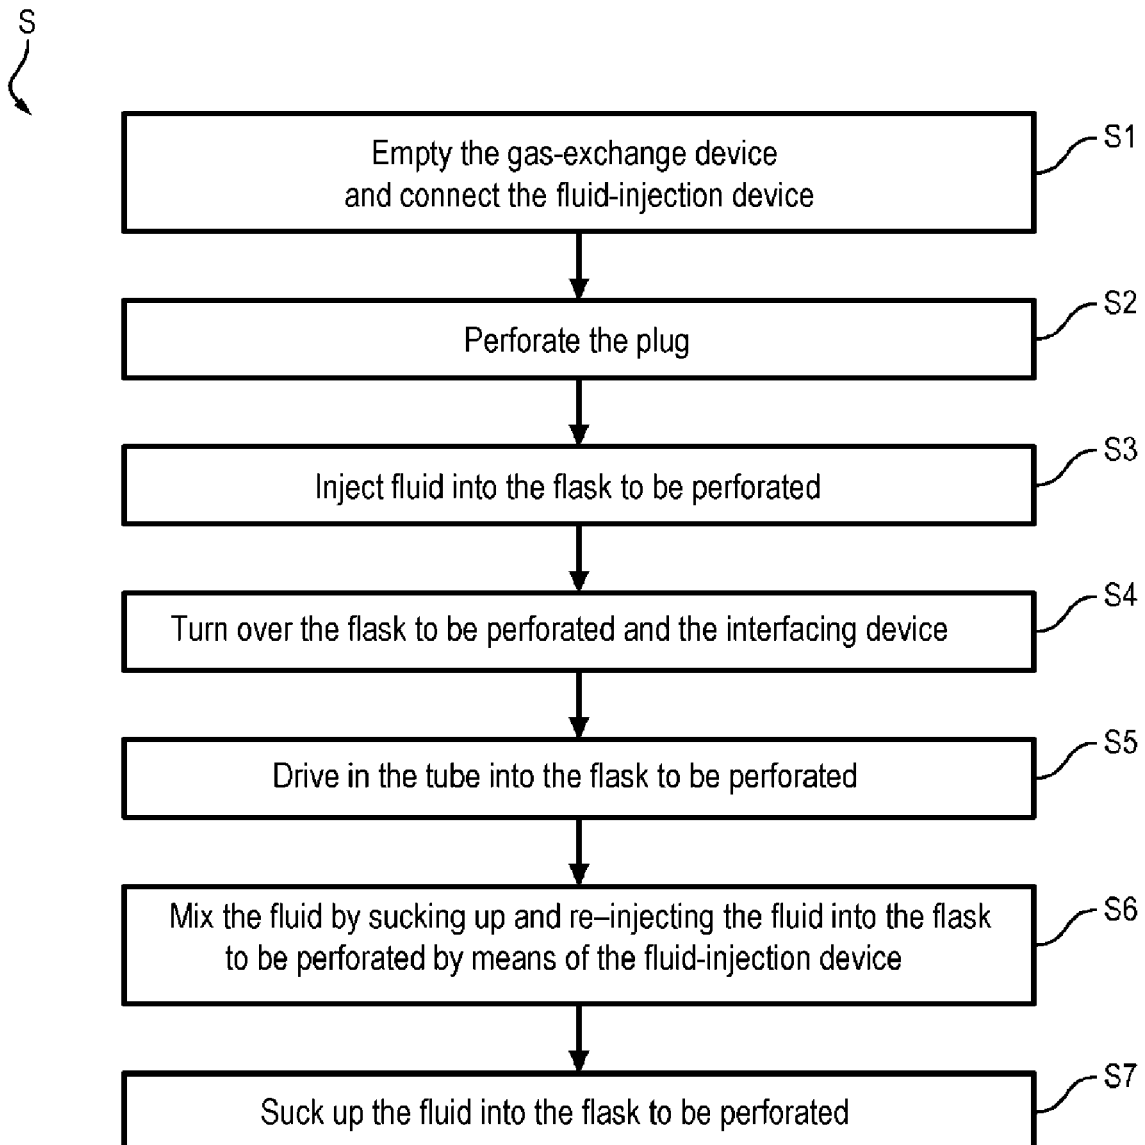 S
Empty the gas-exchange device
and connect the fluid-injection device
S1
Perforate the plug
S2
Inject fluid into the flask to be perforated
S3
Turn over the flask to be perforated and the interfacing device
S4
Drive in the tube into the flask to be perforated
S5
Mix the fluid by sucking up and re–injecting the fluid into the flask
to be perforated by means of the fluid-injection device
S6
Suck up the fluid into the flask to be perforated
S7